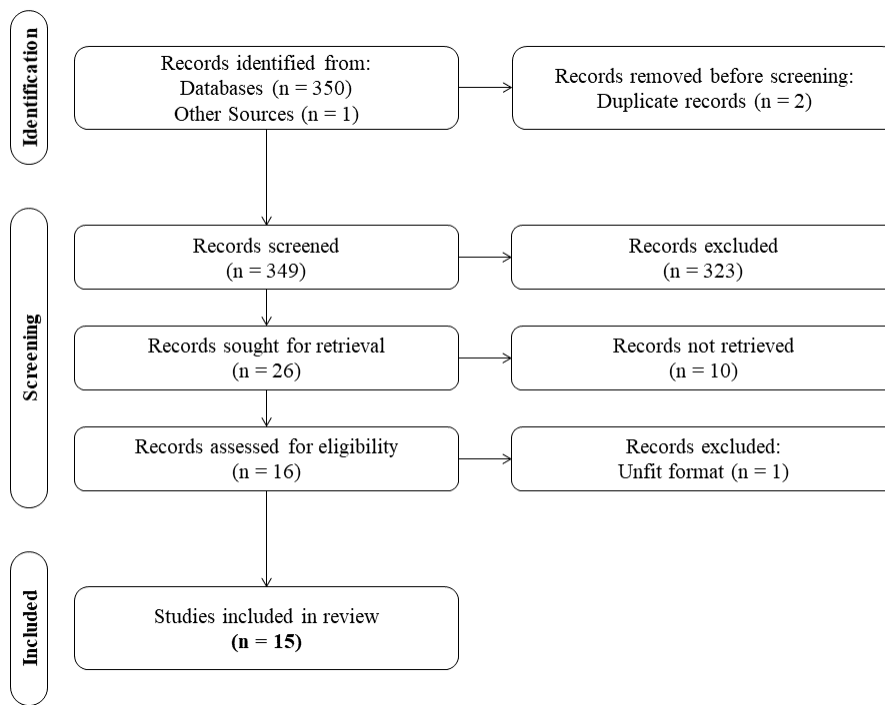 Identification
Records identified from:
Databases (n = 350)
Other Sources (n = 1)
Records removed before screening:
Duplicate records (n = 2)
Screening
Records screened
(n = 349)
Records excluded
(n = 323)
Records sought for retrieval
(n = 26)
Records not retrieved
(n = 10)
Records assessed for eligibility
(n = 16)
Records excluded:
Unfit format (n = 1)
Included
Studies included in review
(n = 15)